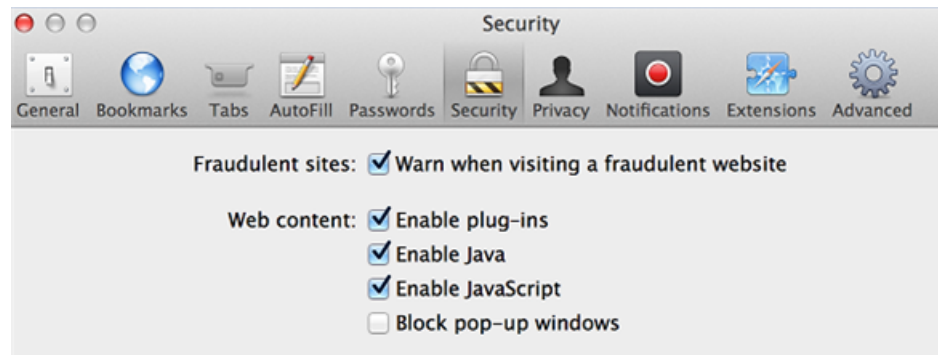 Security
General Bookmarks Tabs AutoFill Passwords Security Privacy Notifications Extensions Advanced
Fraudulent sites: Warn when visiting a fraudulent website
Web content: Enable plug-ins
Enable Java
Enable JavaScript
Block pop-up windows